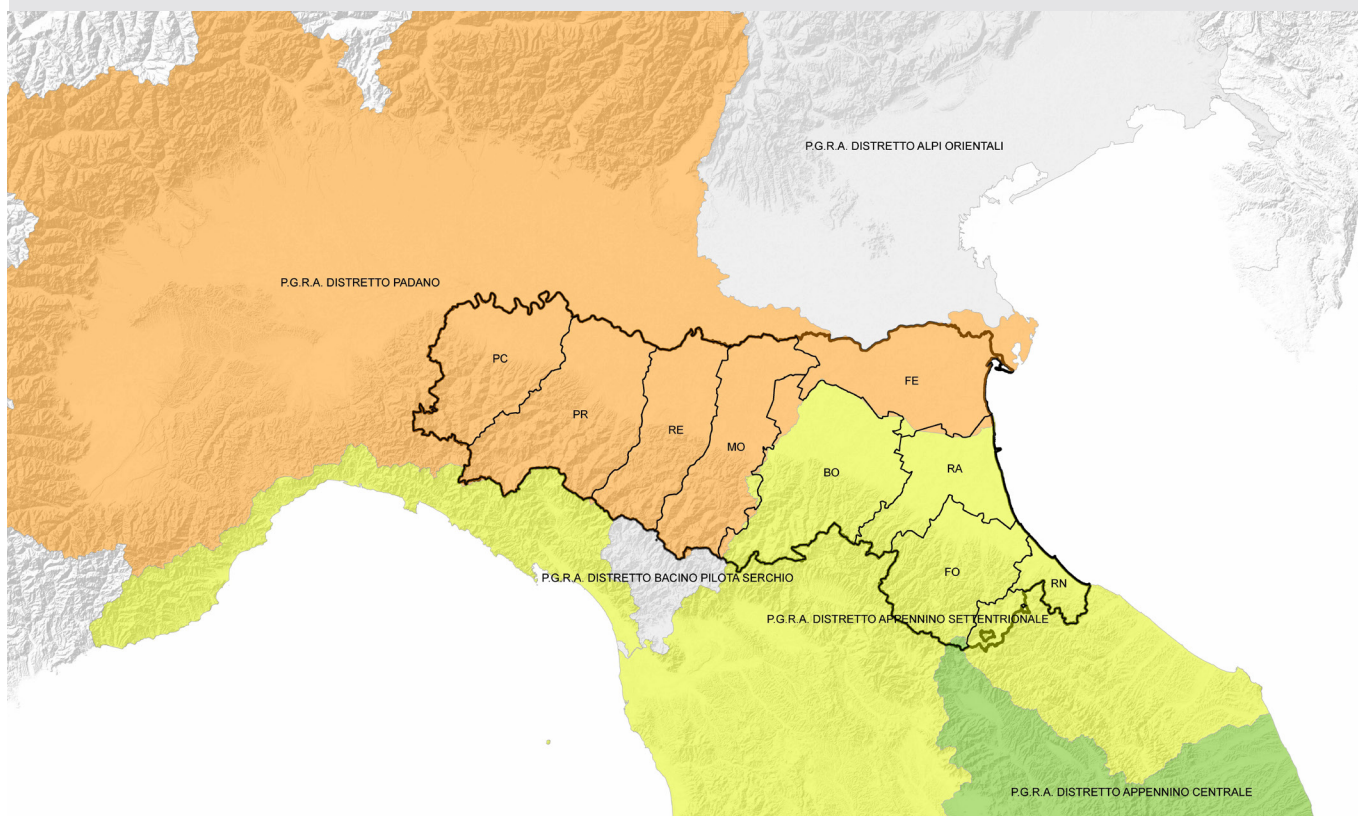 P.G.R.A. DISTRETTO ALPI ORIENTALI
P.G.R.A. DISTRETTO PADANO
PC
FE
PR
RE
MO
BO
RA
FO
RN
P.G.R.A. DISTRETTO BACINO PILOTA SERCHIO
P.G.R.A. DISTRETTO APPENNINO SETTENTRIONALE
P.G.R.A. DISTRETTO APPENNINO CENTRALE